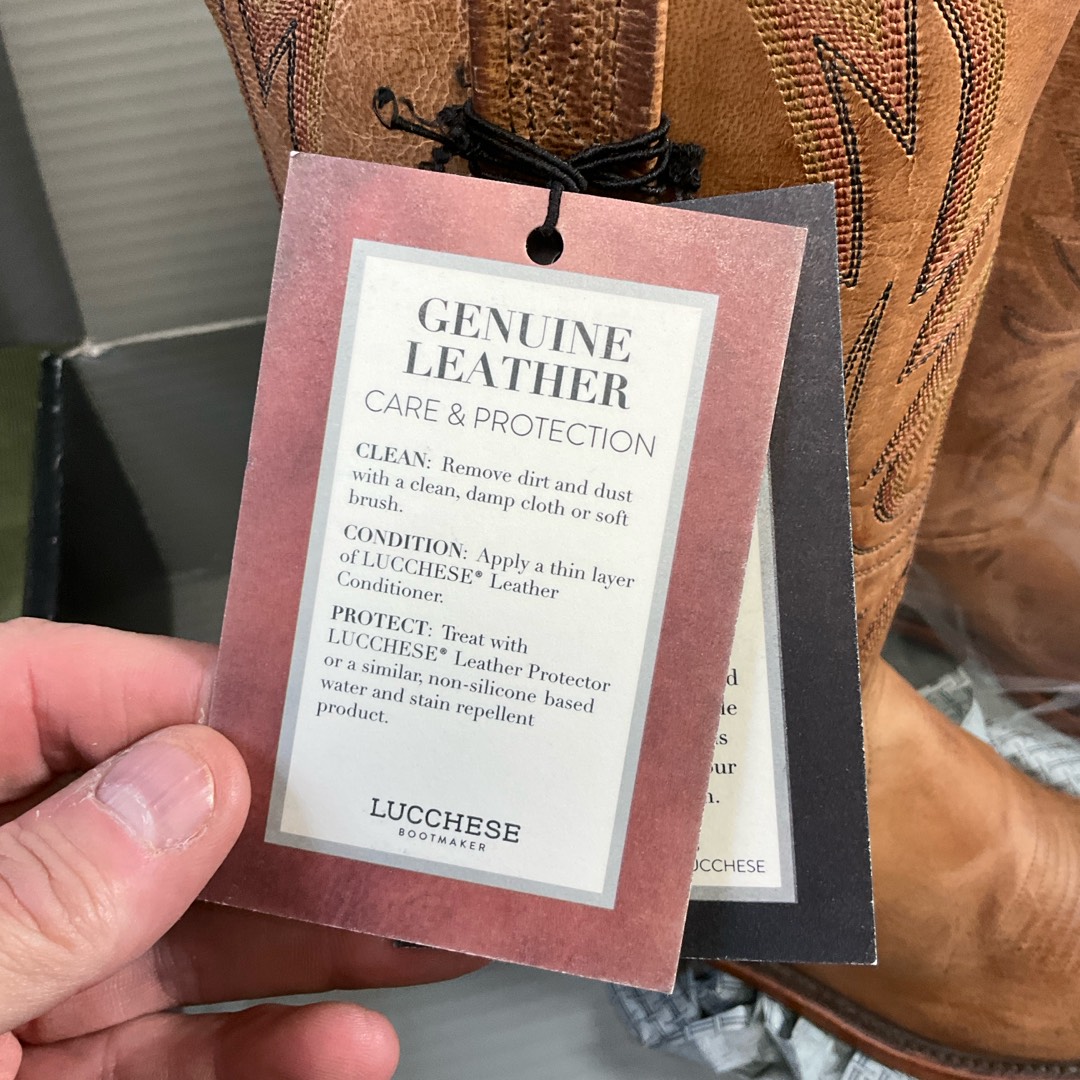 GENUINE
LEATHER
CARE & PROTECTION
CLEAN: Remove dirt and dust
with a clean, damp cloth or soft
brush.
CONDITION: Apply a thin layer
of LUCCHESE® Leather
Conditioner.
PROTECT: Treat with
LUCCHESE® Leather Protector
or a similar, non-silicone based
water and stain repellent
product.
LUCCHESE
BOOTMAKER